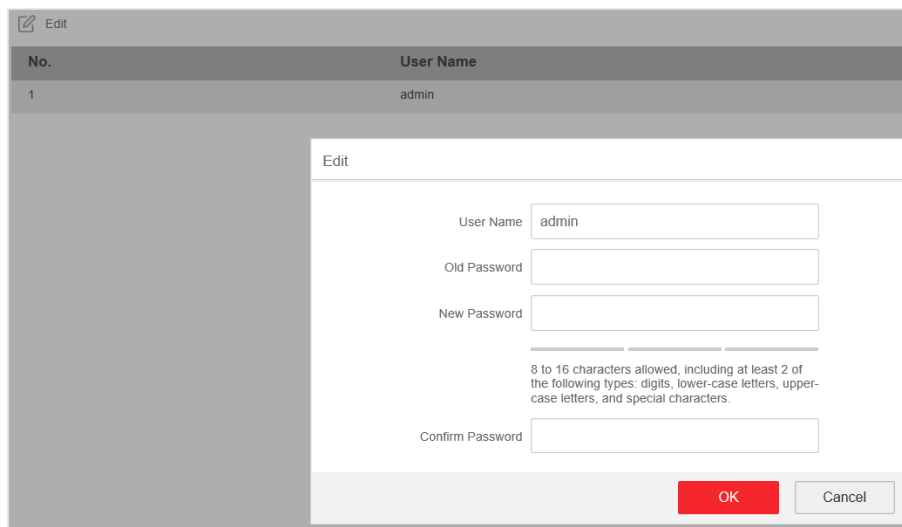 Edit
No. User Name
1 admin
Edit
User Name admin
Old Password
New Password
8 to 16 characters allowed, including at least 2 of
the following types: digits, lower-case letters, upper-
case letters, and special characters.
Confirm Password
OK Cancel